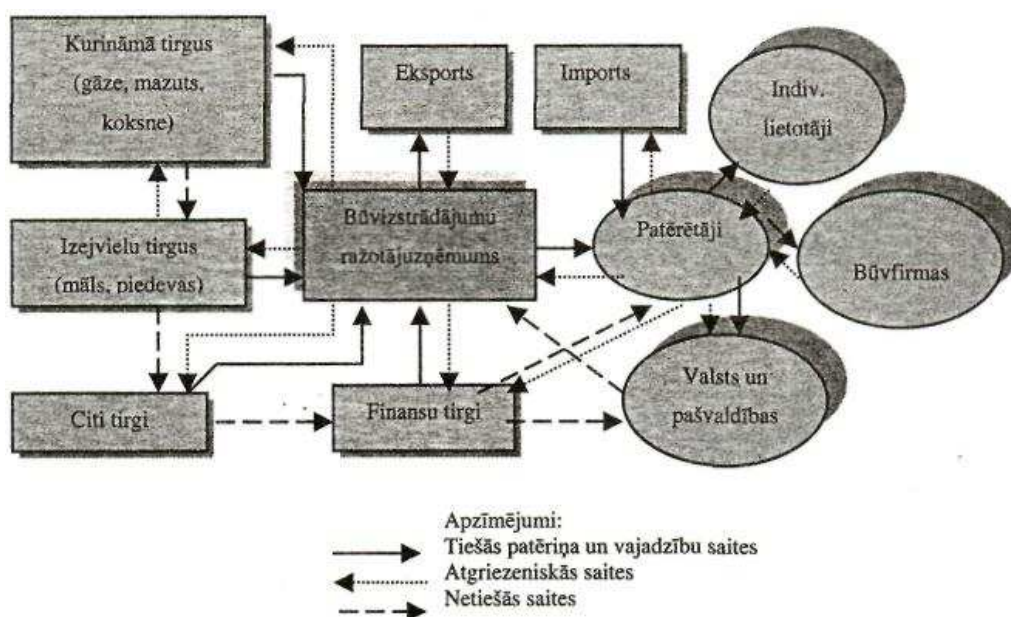 Kurināmā tirgus
(gāze, mazuts,
koksne)
Eksports
Imports
Indiv.
lietotāji
Izejvielu tirgus
(māls, piedevas)
Būvizstrādājumu
ražotājuzņēmums
Patērētāji
Būvfirmas
Citi tirgi
Finansu tirgi
Valsts un
pašvaldības
Apzīmējumi:
Tiešās patēriņa un vajadzību saites
Atgriezeniskās saites
Netiešās saites